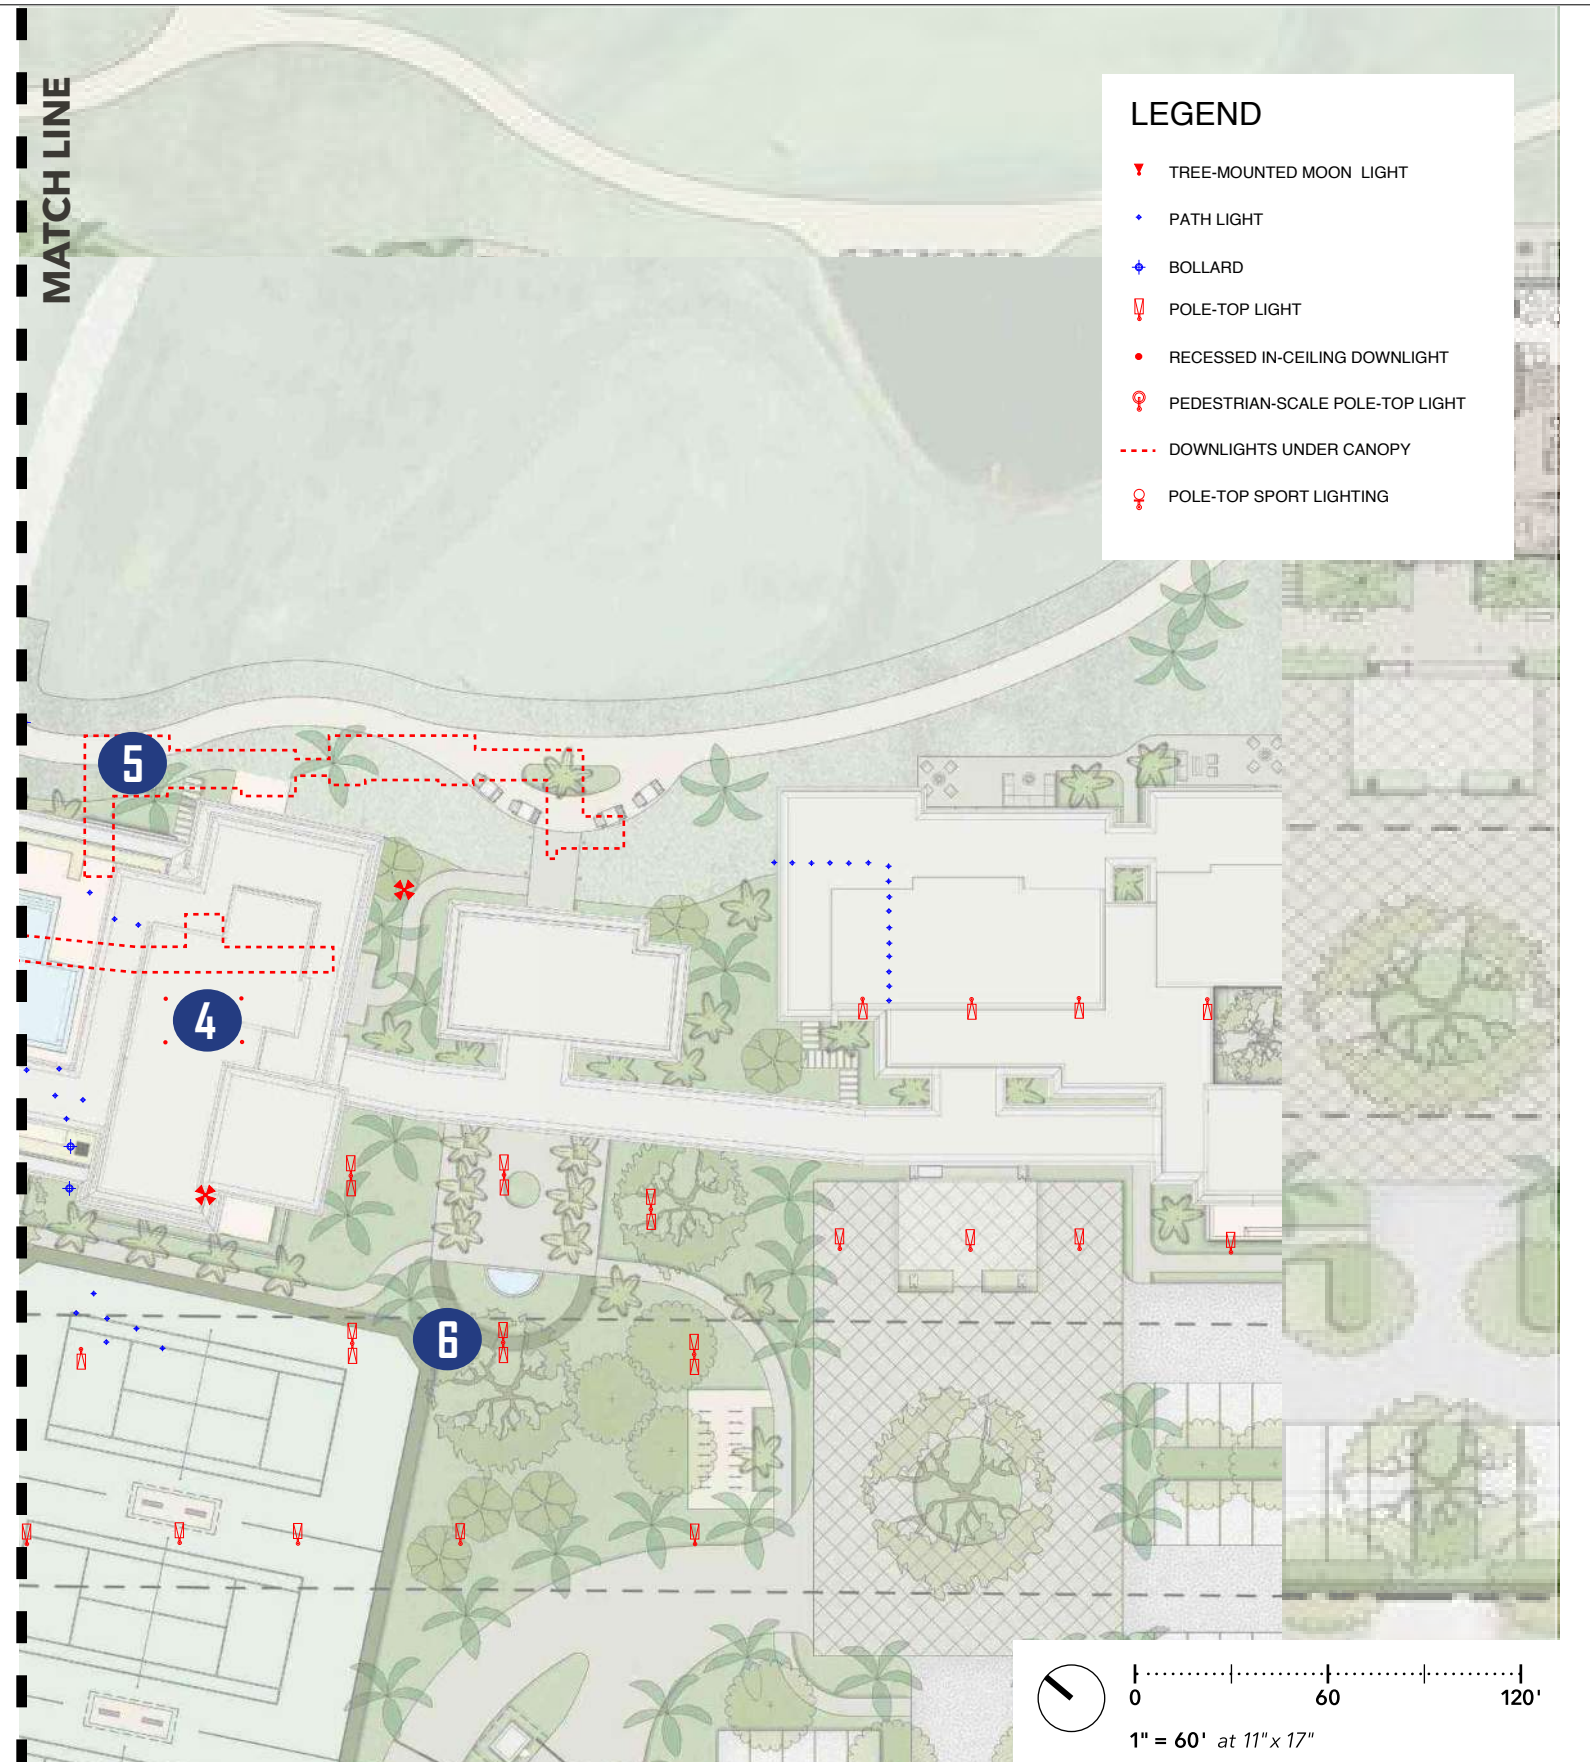 MATCH LINE
LEGEND
TREE-MOUNTED MOON LIGHT
PATH LIGHT
BOLLARD
POLE-TOP LIGHT
RECESSED IN-CEILING DOWNLIGHT
PEDESTRIAN-SCALE POLE-TOP LIGHT
DOWNLIGHTS UNDER CANOPY
POLE-TOP SPORT LIGHTING
5
4
6
0 60 120'
1" = 60' at 11" x 17"